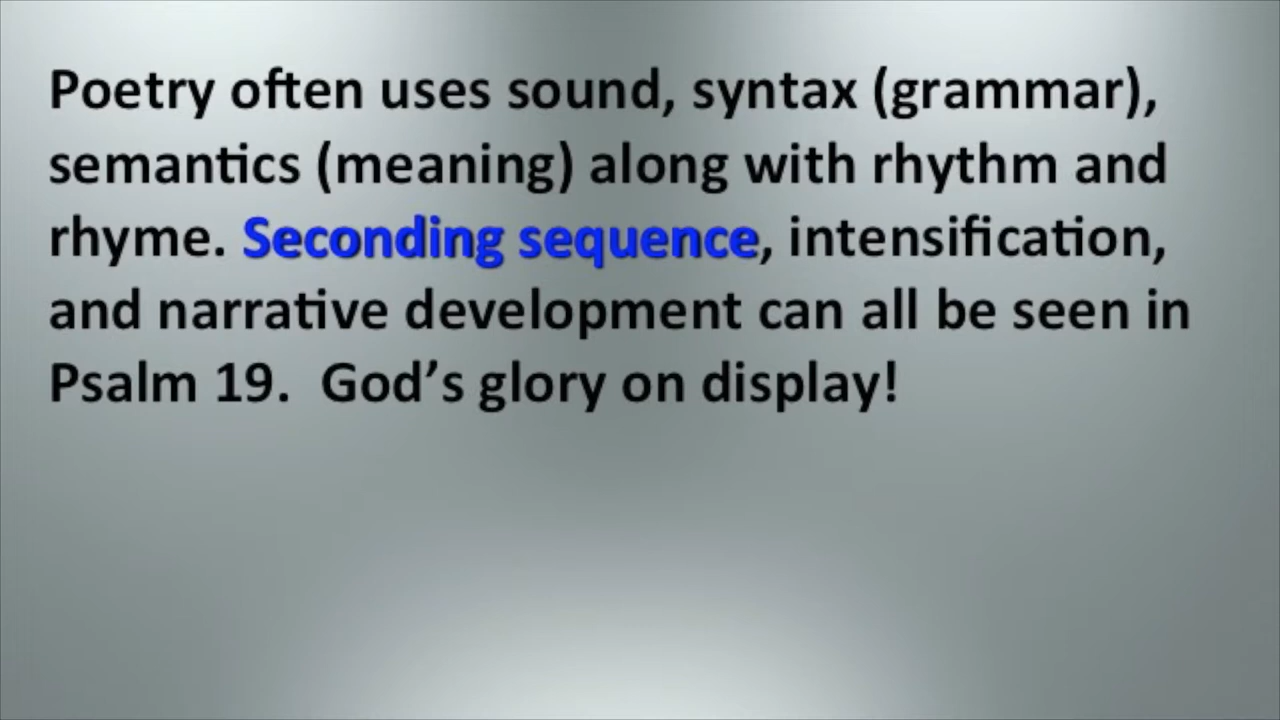 Poetry often uses sound, syntax (grammar),
semantics (meaning) along with rhythm and
rhyme. Seconding sequence, intensification,
and narrative development can all be seen in
Psalm 19.  God’s glory on display!